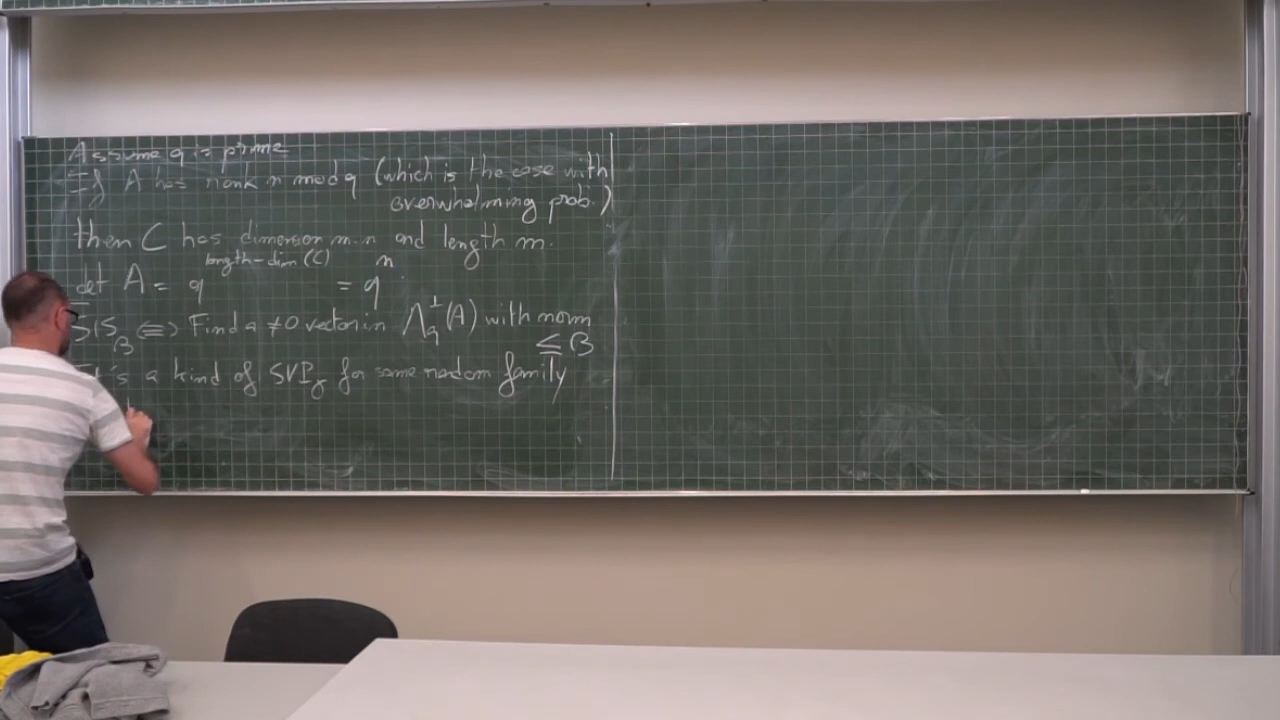 Assume q is prime
If A has rank n mod q (which is the case with
overwhelming prob.)
then C has dimension m-n and length m.
det Λ = q^{length-dim(C)} = q^n
SIS_β ⟺ Find a ≠0 vector in Λ_q^⊥(A) with norm
≤ β
It's a kind of SVP_γ for some random family